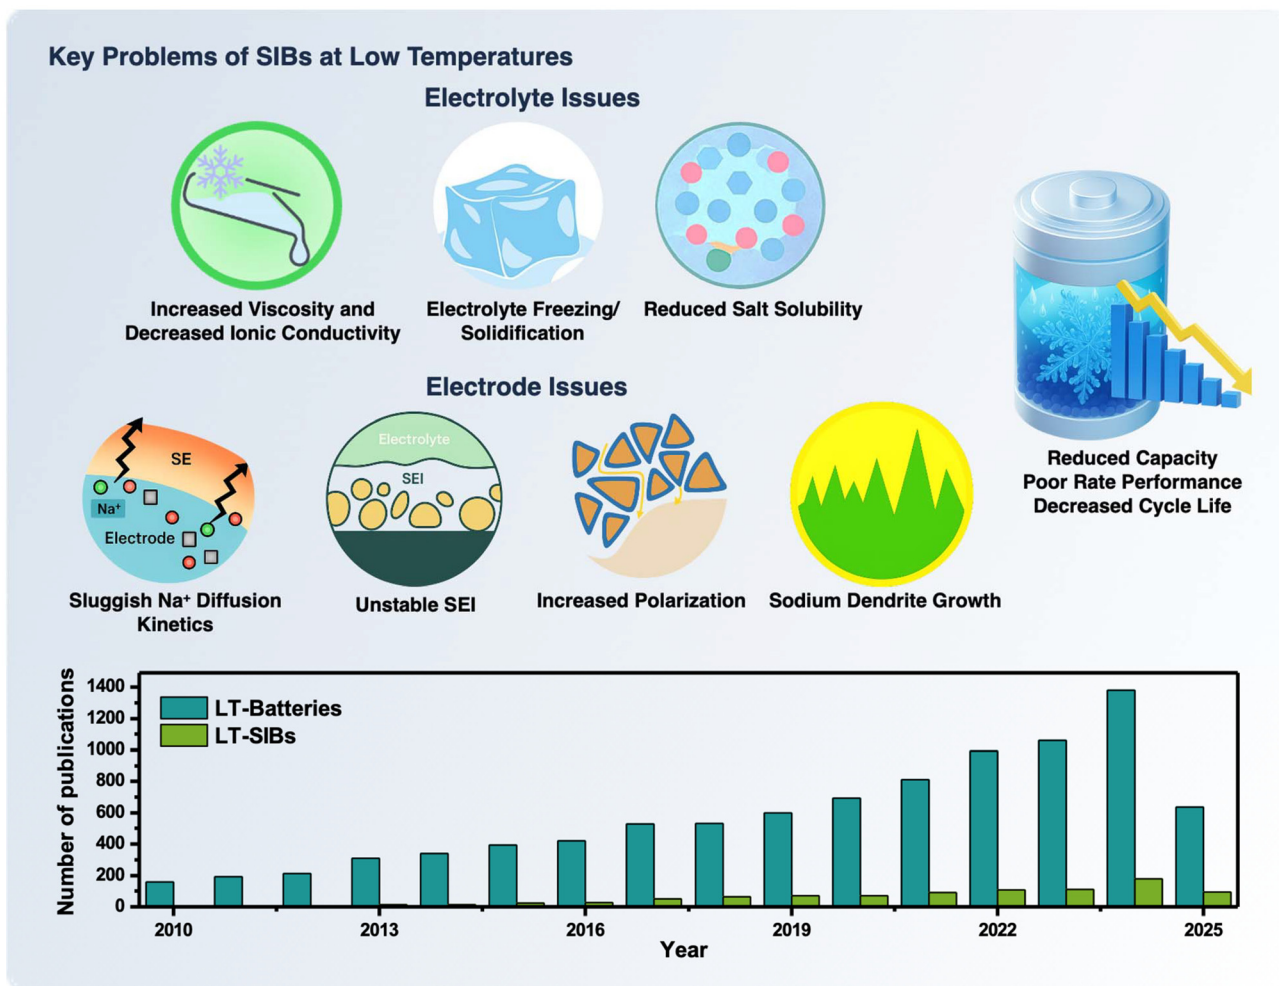 Key Problems of SIBs at Low Temperatures
Electrolyte Issues
Increased Viscosity and
Decreased Ionic Conductivity
Electrolyte Freezing/
Solidification
Reduced Salt Solubility
Electrode Issues
SE
Na⁺
Electrode
Sluggish Na⁺ Diffusion
Kinetics
Electrolyte
SEI
Unstable SEI
Increased Polarization
Sodium Dendrite Growth
Reduced Capacity
Poor Rate Performance
Decreased Cycle Life
Number of publications
1400
1200
1000
800
600
400
200
0
LT-Batteries
LT-SIBs
2010
2013
2016
2019
2022
2025
Year